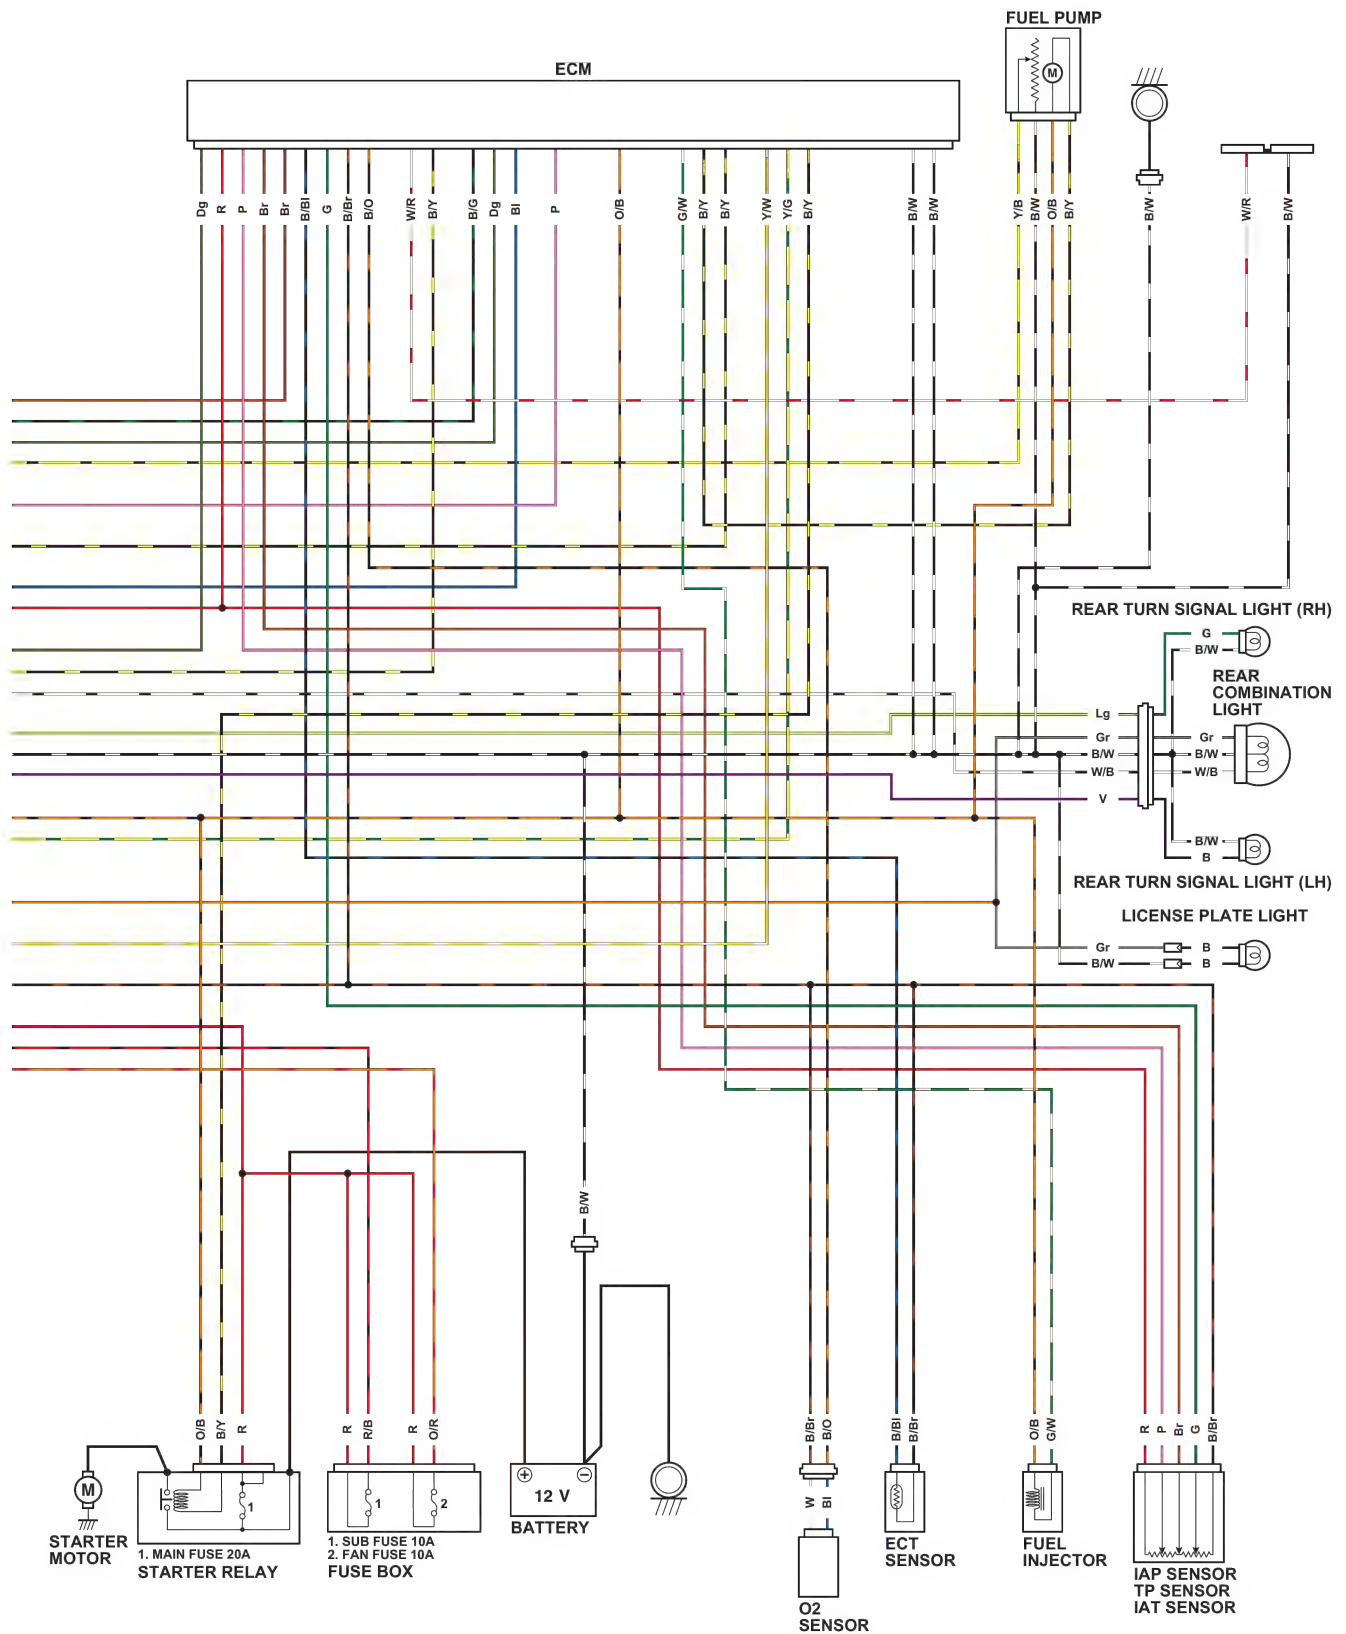 FUEL PUMP
ECM
M
Dg
R
P
Br
Br
B/Bl
G
B/Br
B/O
W/R
B/Y
B/G
Dg
Bl
P
O/B
G/W
B/Y
B/Y
Y/W
Y/G
B/Y
B/W
B/W
Y/B
B/W
O/B
B/Y
B/W
W/R
B/W
REAR TURN SIGNAL LIGHT (RH)
G
B/W
REAR
COMBINATION
LIGHT
Lg
Gr
Gr
B/W
B/W
W/B
W/B
V
B/W
B
REAR TURN SIGNAL LIGHT (LH)
LICENSE PLATE LIGHT
Gr
B
B/W
B
B/W
O/B
B/Y
R
R
R/B
R
O/R
B/Br
B/O
B/Bl
B/Br
O/B
G/W
R
P
Br
G
B/Br
M
STARTER
MOTOR
1
1. MAIN FUSE 20A
STARTER RELAY
1
2
1. SUB FUSE 10A
2. FAN FUSE 10A
FUSE BOX
+
−
12 V
BATTERY
W
Bl
O2
SENSOR
ECT
SENSOR
FUEL
INJECTOR
IAP SENSOR
TP SENSOR
IAT SENSOR